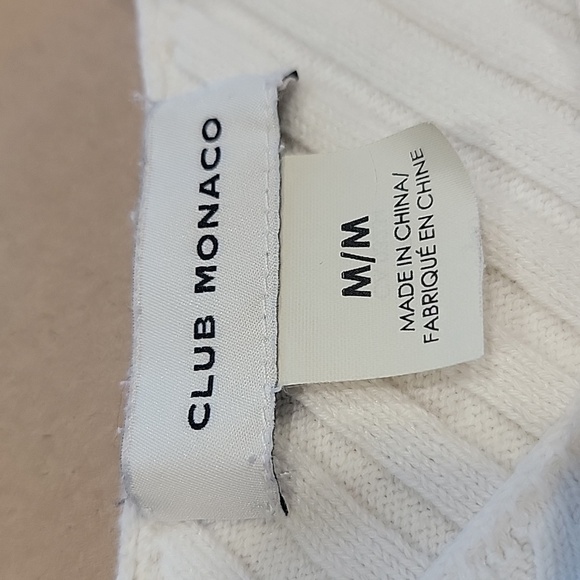 CLUB MONACO
M/M
MADE IN CHINA/
FABRIQUÉ EN CHINE